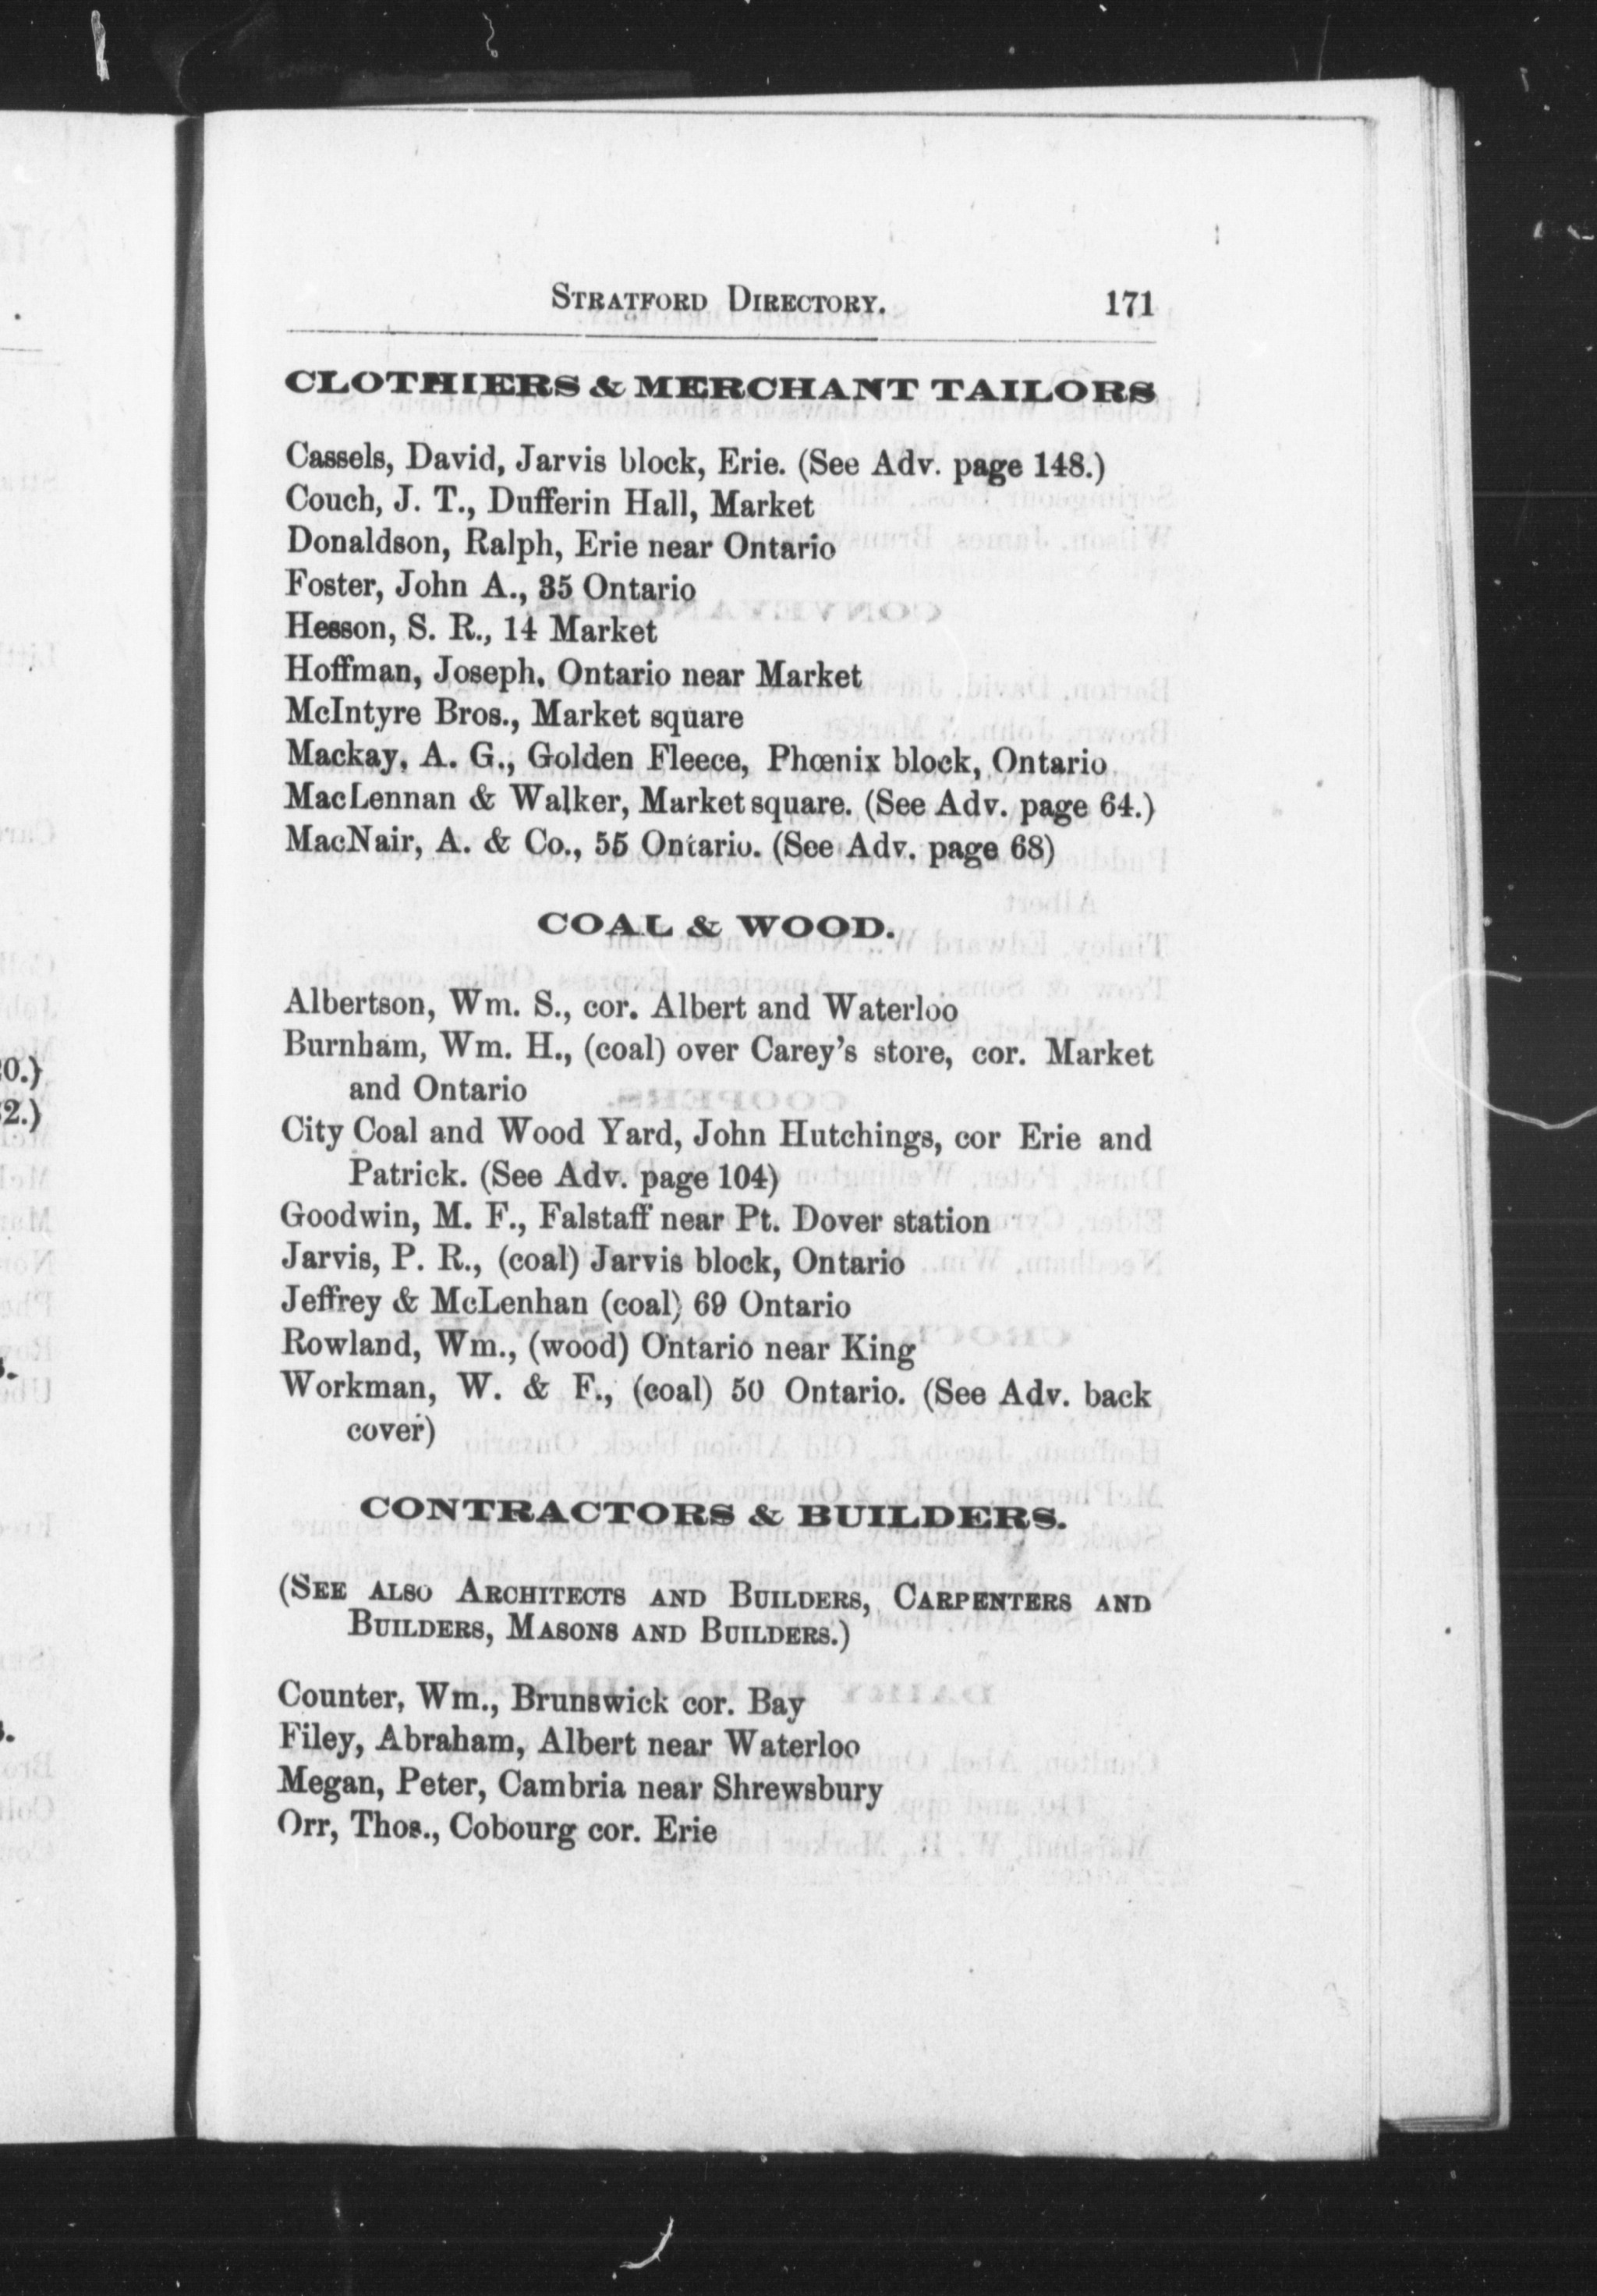 STRATFORD DIRECTORY. 171
CLOTHIERS & MERCHANT TAILORS
Cassels, David, Jarvis block, Erie. (See Adv. page 148.)
Couch, J. T., Dufferin Hall, Market
Donaldson, Ralph, Erie near Ontario
Foster, John A., 35 Ontario
Hesson, S. R., 14 Market
Hoffman, Joseph, Ontario near Market
McIntyre Bros., Market square
Mackay, A. G., Golden Fleece, Phœnix block, Ontario
MacLennan & Walker, Market square. (See Adv. page 64.)
MacNair, A. & Co., 55 Ontario. (See Adv. page 68)
COAL & WOOD.
Albertson, Wm. S., cor. Albert and Waterloo
Burnham, Wm. H., (coal) over Carey's store, cor. Market
and Ontario
City Coal and Wood Yard, John Hutchings, cor Erie and
Patrick. (See Adv. page 104)
Goodwin, M. F., Falstaff near Pt. Dover station
Jarvis, P. R., (coal) Jarvis block, Ontario
Jeffrey & McLenhan (coal) 69 Ontario
Rowland, Wm., (wood) Ontario near King
Workman, W. & F., (coal) 50 Ontario. (See Adv. back
cover)
CONTRACTORS & BUILDERS.
(SEE ALSO ARCHITECTS AND BUILDERS, CARPENTERS AND
BUILDERS, MASONS AND BUILDERS.)
Counter, Wm., Brunswick cor. Bay
Filey, Abraham, Albert near Waterloo
Megan, Peter, Cambria near Shrewsbury
Orr, Thos., Cobourg cor. Erie